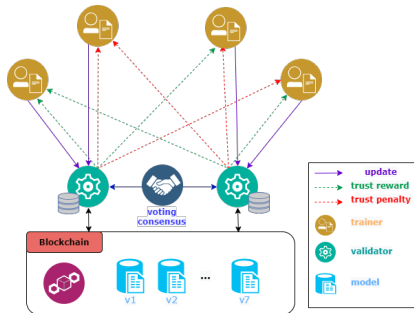 update
trust reward
trust penalty
trainer
validator
model
voting
consensus
Blockchain
v1
v2
...
v7